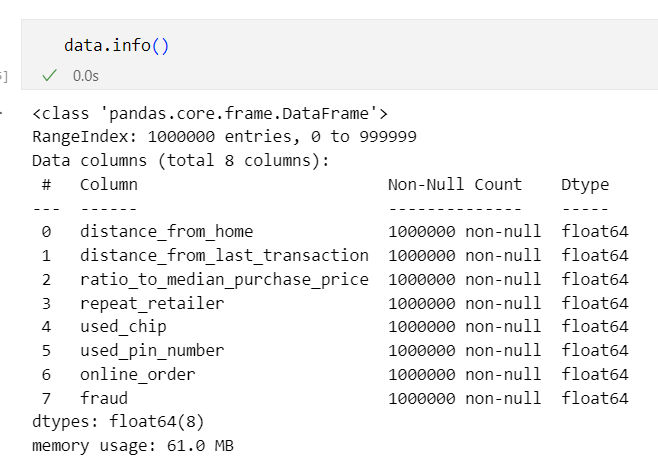 data.info()
5]
0.0s
<class 'pandas.core.frame.DataFrame'>
RangeIndex: 1000000 entries, 0 to 999999
Data columns (total 8 columns):
 #   Column                          Non-Null Count    Dtype
---  ------                          --------------    -----
 0   distance_from_home              1000000 non-null  float64
 1   distance_from_last_transaction  1000000 non-null  float64
 2   ratio_to_median_purchase_price  1000000 non-null  float64
 3   repeat_retailer                 1000000 non-null  float64
 4   used_chip                       1000000 non-null  float64
 5   used_pin_number                 1000000 non-null  float64
 6   online_order                    1000000 non-null  float64
 7   fraud                           1000000 non-null  float64
dtypes: float64(8)
memory usage: 61.0 MB